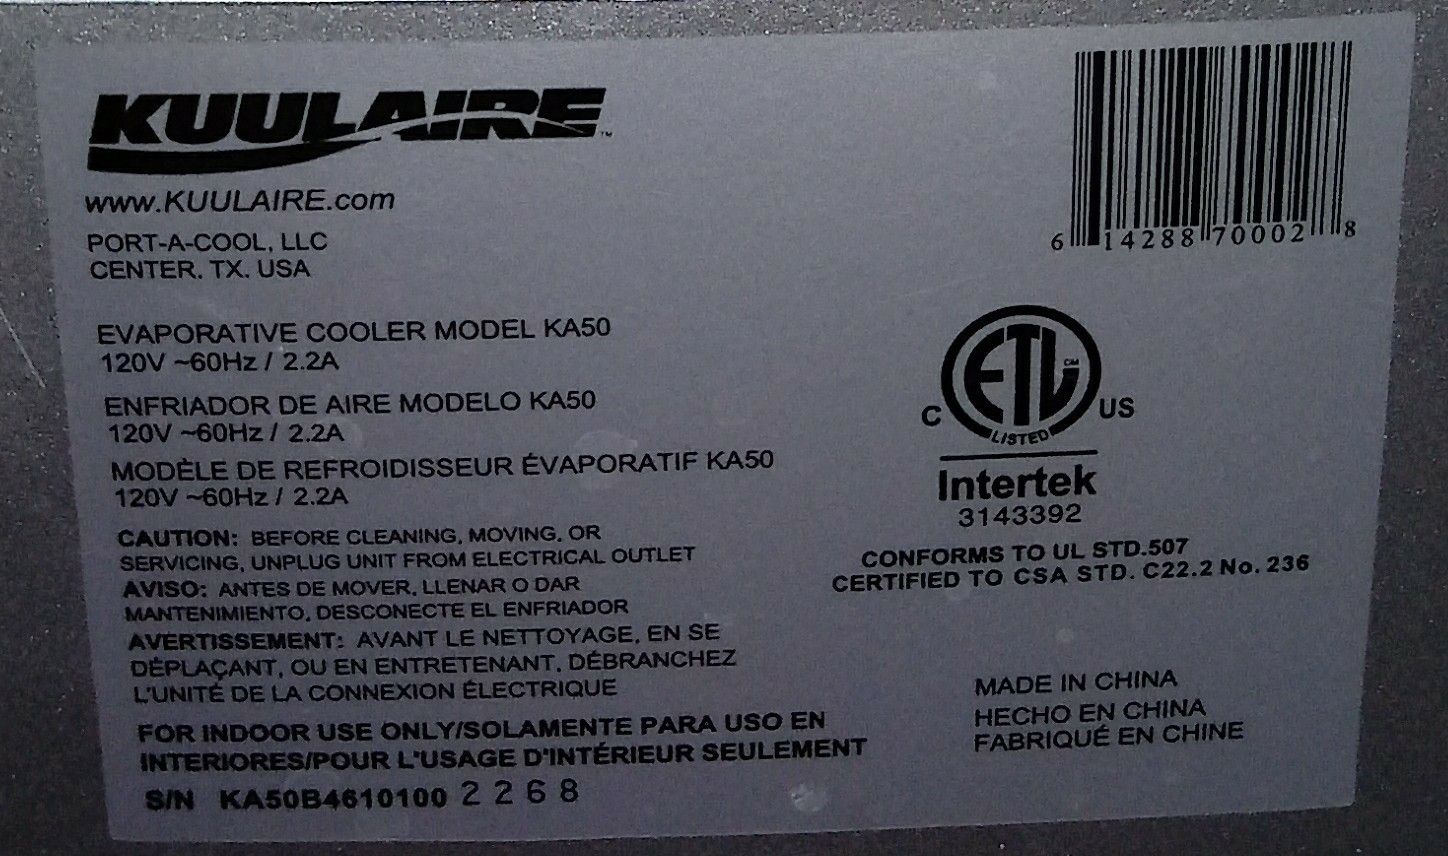 KUULAIRE™
www.KUULAIRE.com
PORT-A-COOL, LLC
CENTER, TX. USA
EVAPORATIVE COOLER MODEL KA50
120V ~60Hz / 2.2A
ENFRIADOR DE AIRE MODELO KA50
120V ~60Hz / 2.2A
MODÈLE DE REFROIDISSEUR ÉVAPORATIF KA50
120V ~60Hz / 2.2A
CAUTION: BEFORE CLEANING, MOVING, OR
SERVICING, UNPLUG UNIT FROM ELECTRICAL OUTLET
AVISO: ANTES DE MOVER, LLENAR O DAR
MANTENIMIENTO, DESCONECTE EL ENFRIADOR
AVERTISSEMENT: AVANT LE NETTOYAGE, EN SE
DÉPLAÇANT, OU EN ENTRETENANT, DÉBRANCHEZ
L'UNITÉ DE LA CONNEXION ÉLECTRIQUE
FOR INDOOR USE ONLY/SOLAMENTE PARA USO EN
INTERIORES/POUR L'USAGE D'INTÉRIEUR SEULEMENT
S/N KA50B4610100 2268
6 14288 70002 8
ETL CM
C US
LISTED
Intertek
3143392
CONFORMS TO UL STD.507
CERTIFIED TO CSA STD. C22.2 No. 236
MADE IN CHINA
HECHO EN CHINA
FABRIQUÉ EN CHINE